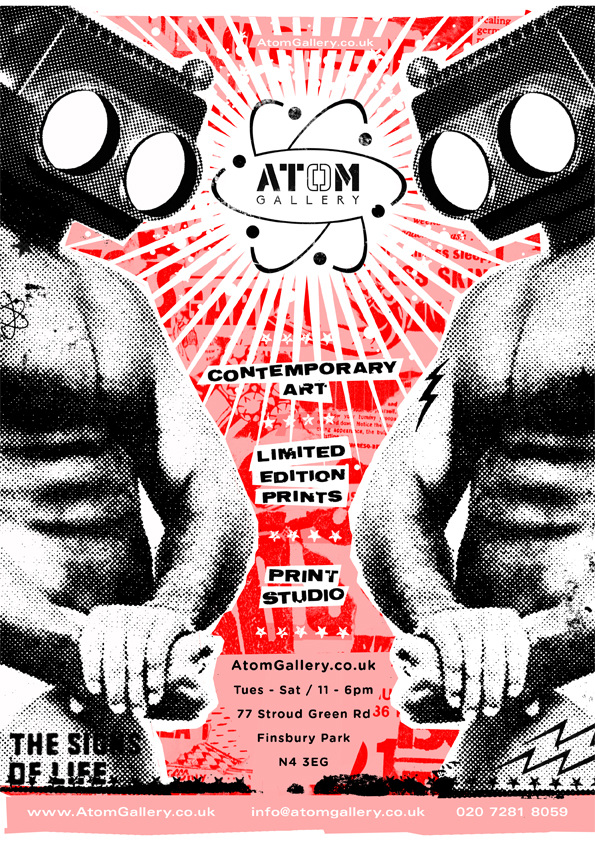 AtomGallery.co.uk
ATOM
GALLERY
CONTEMPORARY
ART
LIMITED
EDITION
PRINTS
PRINT
STUDIO
AtomGallery.co.uk
Tues - Sat / 11 - 6pm
77 Stroud Green Rd
Finsbury Park
N4 3EG
THE SIGNS
OF LIFE
www.AtomGallery.co.uk info@atomgallery.co.uk 020 7281 8059